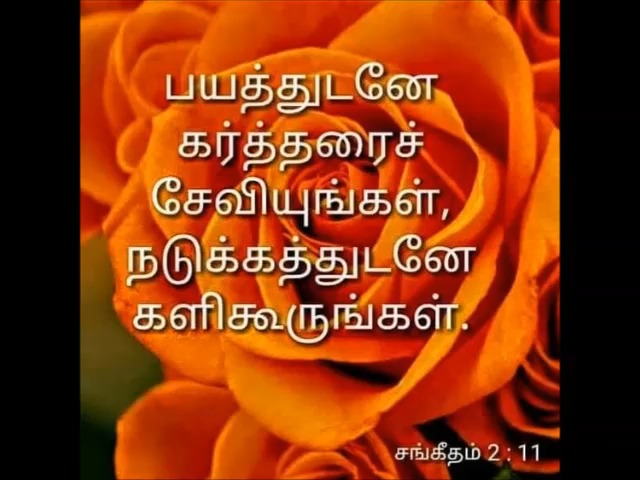 பயத்துடனே
கர்த்தரைச்
சேவியுங்கள்,
நடுக்கத்துடனே
களிகூருங்கள்.
சங்கீதம் 2 : 11